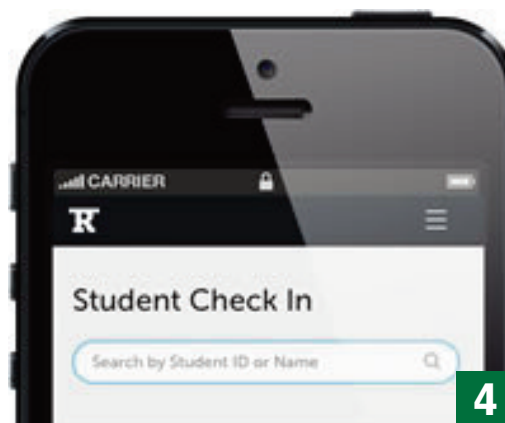 CARRIER
R
Student Check In
Search by Student ID or Name
4